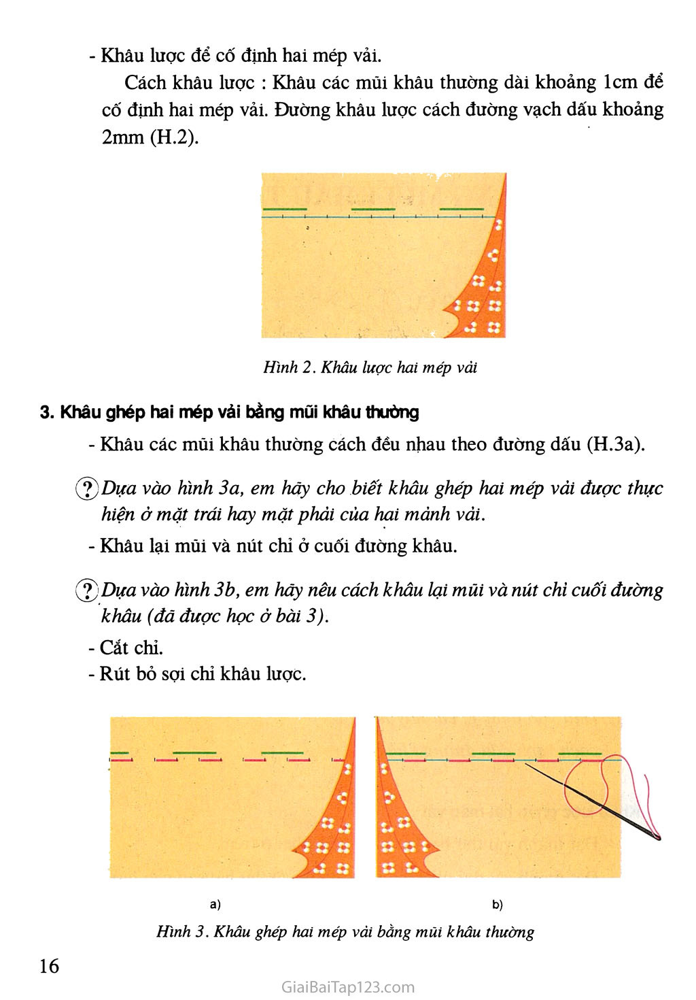 - Khâu lược để cố định hai mép vải.
Cách khâu lược : Khâu các mũi khâu thường dài khoảng 1cm để
cố định hai mép vải. Đường khâu lược cách đường vạch dấu khoảng
2mm (H.2).
Hình 2. Khâu lược hai mép vải
3. Khâu ghép hai mép vải bằng mũi khâu thường
- Khâu các mũi khâu thường cách đều nhau theo đường dấu (H.3a).
? Dựa vào hình 3a, em hãy cho biết khâu ghép hai mép vải được thực
hiện ở mặt trái hay mặt phải của hai mảnh vải.
- Khâu lại mũi và nút chỉ ở cuối đường khâu.
? Dựa vào hình 3b, em hãy nêu cách khâu lại mũi và nút chỉ cuối đường
khâu (đã được học ở bài 3).
- Cắt chỉ.
- Rút bỏ sợi chỉ khâu lược.
a) b)
Hình 3. Khâu ghép hai mép vải bằng mũi khâu thường
16
GiaiBaiTap123.com